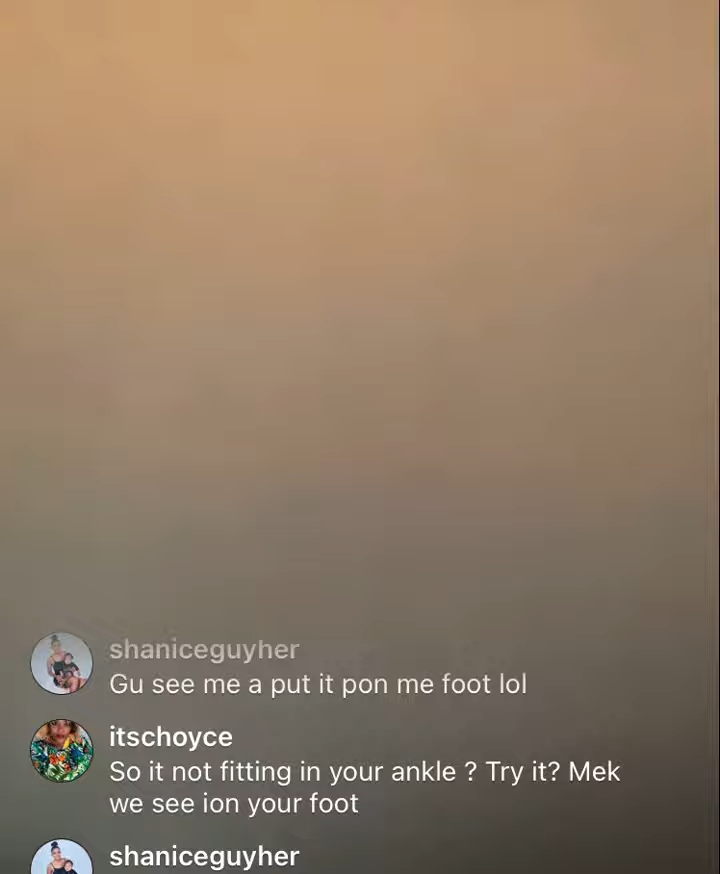 shaniceguyher
Gu see me a put it pon me foot lol
itschoyce
So it not fitting in your ankle ? Try it? Mek
we see ion your foot
shaniceguyher